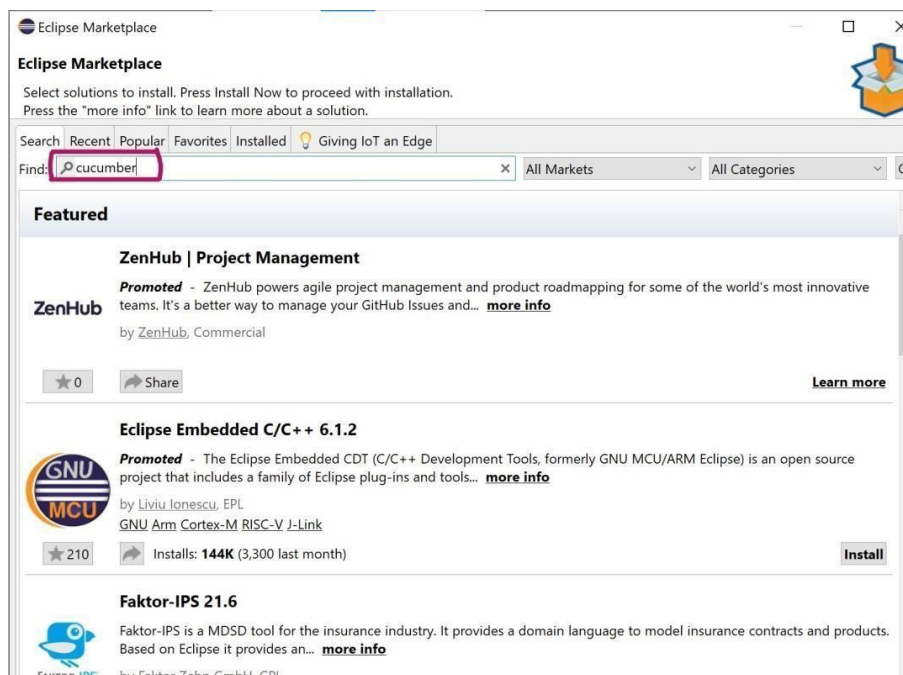 Eclipse Marketplace
Eclipse Marketplace
Select solutions to install. Press Install Now to proceed with installation.
Press the "more info" link to learn more about a solution.
Search Recent Popular Favorites Installed Giving IoT an Edge
Find: cucumber All Markets All Categories
Featured
ZenHub | Project Management
Promoted - ZenHub powers agile project management and product roadmapping for some of the world's most innovative
ZenHub
teams. It's a better way to manage your GitHub Issues and... more info
by ZenHub, Commercial
0 Share Learn more
Eclipse Embedded C/C++ 6.1.2
Promoted - The Eclipse Embedded CDT (C/C++ Development Tools, formerly GNU MCU/ARM Eclipse) is an open source
GNU
project that includes a family of Eclipse plug-ins and tools... more info
MCU
by Liviu Ionescu, EPL
GNU Arm Cortex-M RISC-V J-Link
210 Installs: 144K (3,300 last month) Install
Faktor-IPS 21.6
Faktor-IPS is a MDSD tool for the insurance industry. It provides a domain language to model insurance contracts and products.
Based on Eclipse it provides an... more info
by Faktor Zehn GmbH, GPL